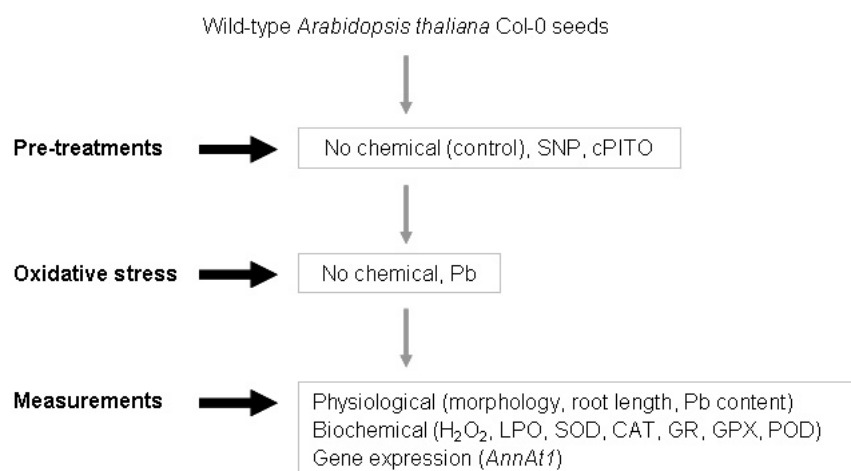 Wild-type Arabidopsis thaliana Col-0 seeds
Pre-treatments
No chemical (control), SNP, cPITO
Oxidative stress
No chemical, Pb
Measurements
Physiological (morphology, root length, Pb content)
Biochemical (H₂O₂, LPO, SOD, CAT, GR, GPX, POD)
Gene expression (AnnAt1)